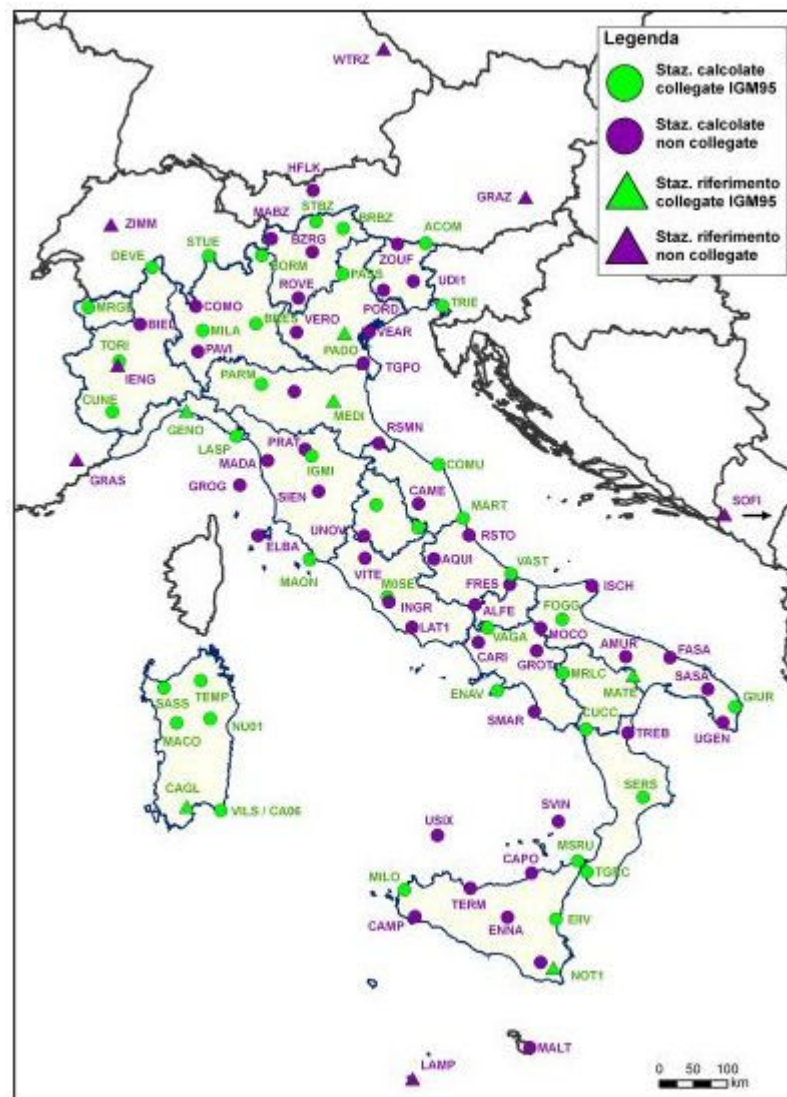 Legenda
Staz. calcolate
collegate IGM95
Staz. calcolate
non collegate
Staz. riferimento
collegate IGM95
Staz. riferimento
non collegate
WTRZ
HFLK
STBZ
BRBZ
GRAZ
ZIMM
MABZ
ACOM
STUE
BZRG
ZOUF
DEVE
BORM
PASS
UDI1
ROVE
MRGE
COMO
PORD
TRIE
BIEL
BRES
VERO
MILA
VEAR
TORI
PAVI
PADO
IENG
TGPO
PARM
CUNE
MEDI
GENO
LASP
PRAT
RSMN
MADA
IGMI
COMU
GRAS
GROG
SIEN
CAME
MART
SOFI
UNOV
RSTO
ELBA
AQUI
VITE
VAST
MAON
M0SE
FRES
ISCH
INGR
ALFE
FOGG
LAT1
VAGA
MOCO
CARI
GROT
AMUR
FASA
MRLC
SASA
ENAV
MATE
GIUR
SMAR
CUCC
TREB
UGEN
SASS
TEMP
MACO
NU01
CAGL
VILS / CA06
SERS
SVIN
USIX
MSRU
CAPO
TGRC
MILO
TERM
CAMP
ENNA
EIIV
NOT1
MALT
LAMP
0 50 100
km